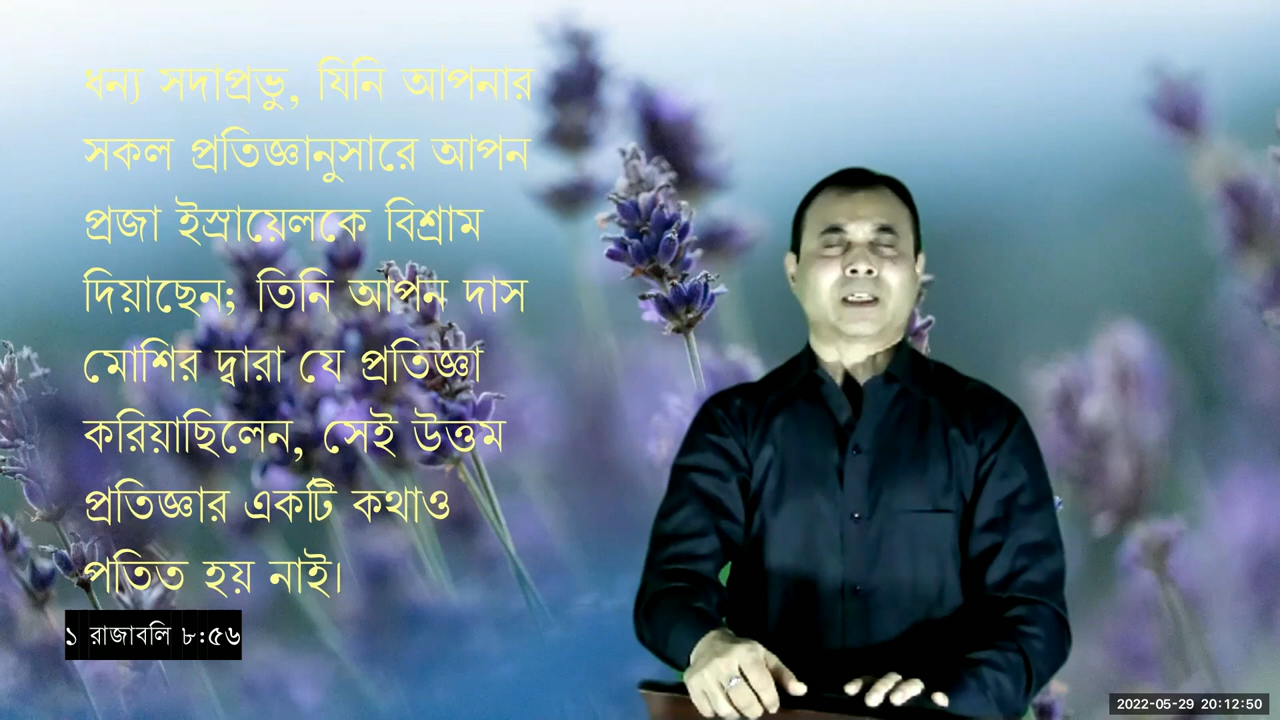 ধন্য সদাপ্রভু, যিনি আপনার
সকল প্রতিজ্ঞানুসারে আপন
প্রজা ইস্রায়েলকে বিশ্রাম
দিয়াছেন; তিনি আপন দাস
মোশির দ্বারা যে প্রতিজ্ঞা
করিয়াছিলেন, সেই উত্তম
প্রতিজ্ঞার একটি কথাও
পতিত হয় নাই।
১ রাজাবলি ৮:৫৬
2022-05-29 20:12:50